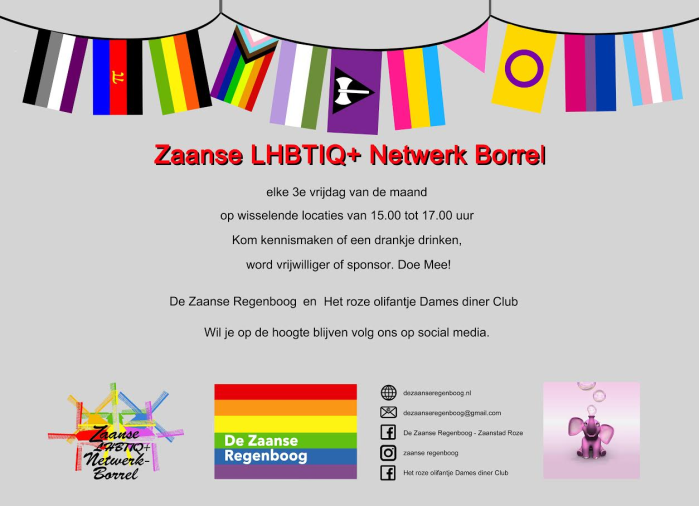 π
Zaanse LHBTIQ+ Netwerk Borrel
elke 3e vrijdag van de maand
op wisselende locaties van 15.00 tot 17.00 uur
Kom kennismaken of een drankje drinken,
word vrijwilliger of sponsor. Doe Mee!
De Zaanse Regenboog en Het roze olifantje Dames diner Club
Wil je op de hoogte blijven volg ons op social media.
Zaanse
LHBTIQ+
Netwerk-
Borrel
De Zaanse
Regenboog
dezaanseregenboog.nl
dezaanseregenboog@gmail.com
De Zaanse Regenboog - Zaanstad Roze
zaanse regenboog
Het roze olifantje Dames diner Club